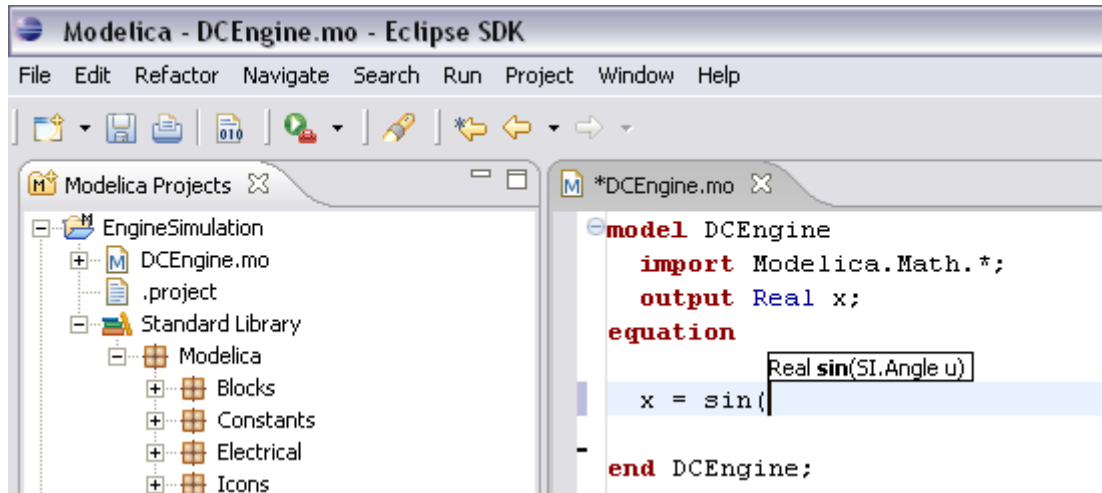 Modelica - DCEngine.mo - Eclipse SDK
File Edit Refactor Navigate Search Run Project Window Help
010
Modelica Projects
EngineSimulation
DCEngine.mo
.project
Standard Library
Modelica
Blocks
Constants
Electrical
Icons
*DCEngine.mo
model DCEngine
import Modelica.Math.*;
output Real x;
equation
Real sin(SI.Angle u)
x = sin(
end DCEngine;